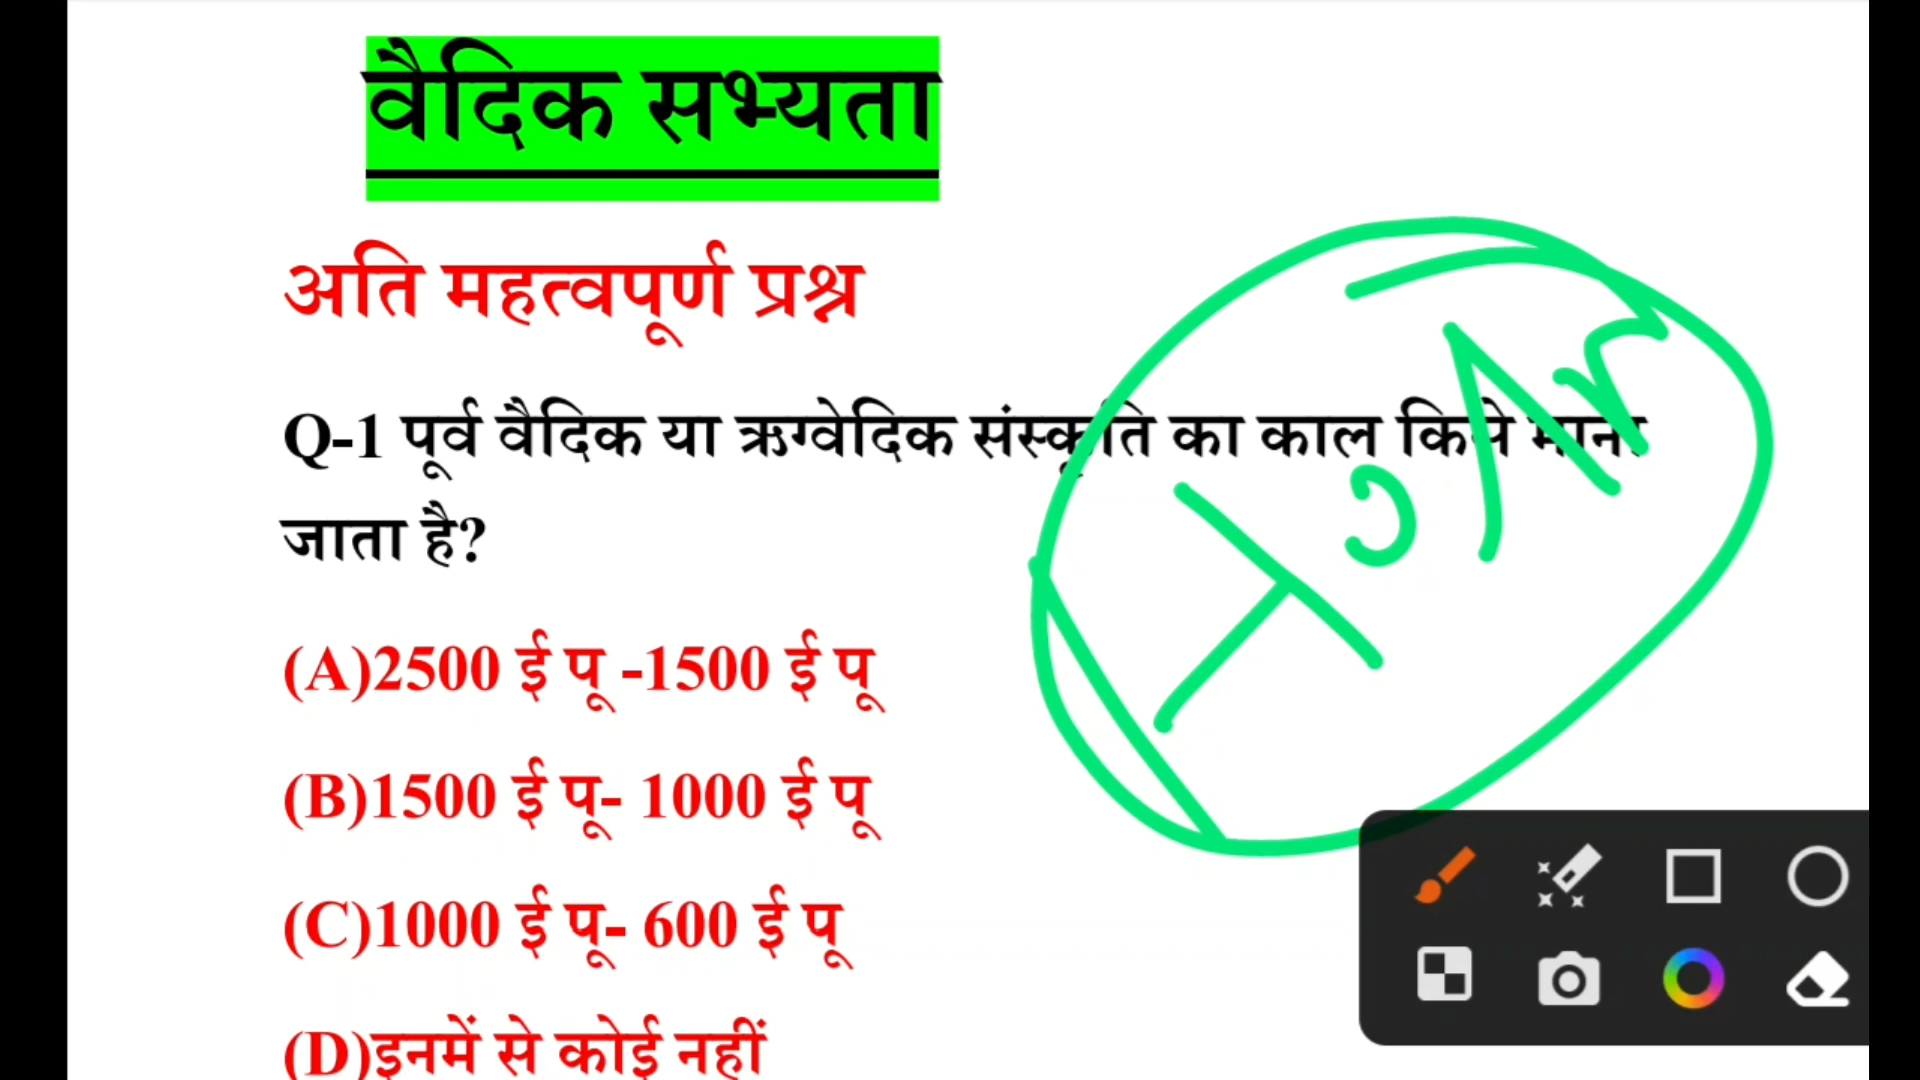 वैदिक सभ्यता
अति महत्वपूर्ण प्रश्न
Q-1 पूर्व वैदिक या ऋग्वेदिक संस्कृति का काल किसे माना
जाता है?
(A)2500 ई पू -1500 ई पू
(B)1500 ई पू- 1000 ई पू
(C)1000 ई पू- 600 ई पू
(D)इनमें से कोई नहीं